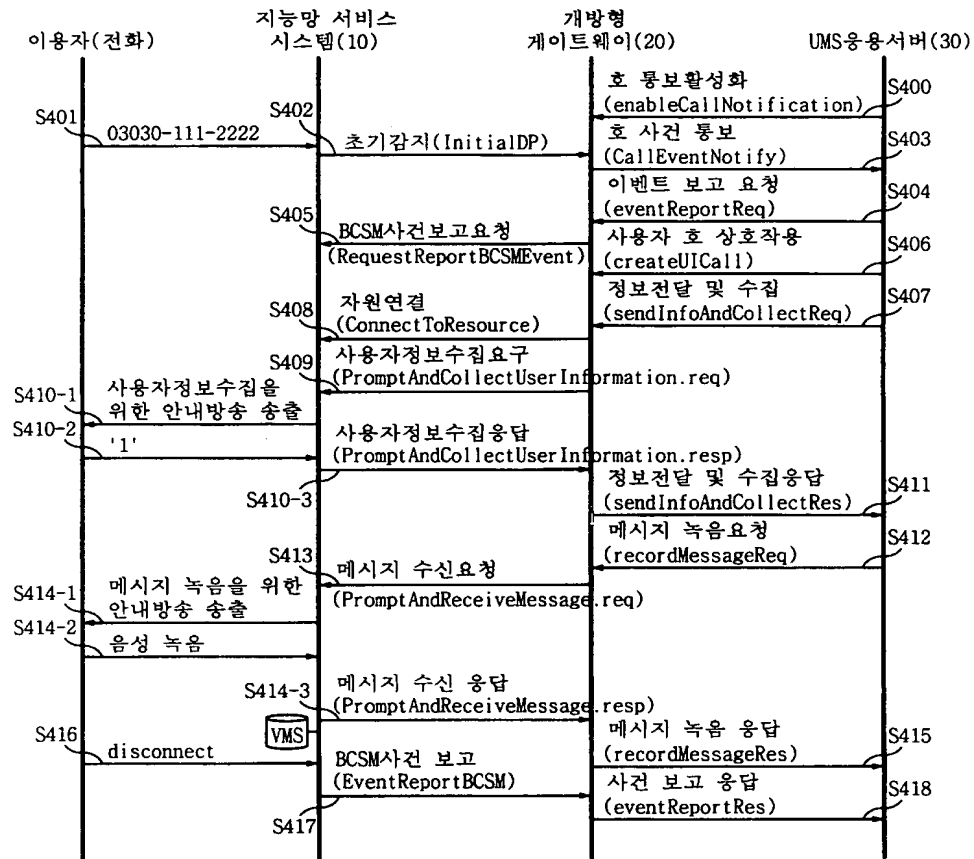 이용자(전화)
지능망 서비스
시스템(10)
개방형
게이트웨이(20)
UMS응용서버(30)
호 통보활성화
(enableCallNotification)
S400
S401
03030-111-2222
S402
초기감지(InitialDP)
호 사건 통보
(CallEventNotify)
S403
이벤트 보고 요청
(eventReportReq)
S404
S405
BCSM사건보고요청
(RequestReportBCSMEvent)
사용자 호 상호작용
(createUICall)
S406
정보전달 및 수집
(sendInfoAndCollectReq)
S407
S408
자원연결
(ConnectToResource)
S409
사용자정보수집요구
(PromptAndCollectUserInformation.req)
S410-1
사용자정보수집을
위한 안내방송 송출
S410-2
'1'
사용자정보수집응답
(PromptAndCollectUserInformation.resp)
S410-3
정보전달 및 수집응답
(sendInfoAndCollectRes)
S411
메시지 녹음요청
(recordMessageReq)
S412
S413
메시지 수신요청
(PromptAndReceiveMessage.req)
S414-1
메시지 녹음을 위한
안내방송 송출
S414-2
음성 녹음
S414-3
메시지 수신 응답
(PromptAndReceiveMessage.resp)
VMS
메시지 녹음 응답
(recordMessageRes)
S415
S416
disconnect
BCSM사건 보고
(EventReportBCSM)
S417
사건 보고 응답
(eventReportRes)
S418